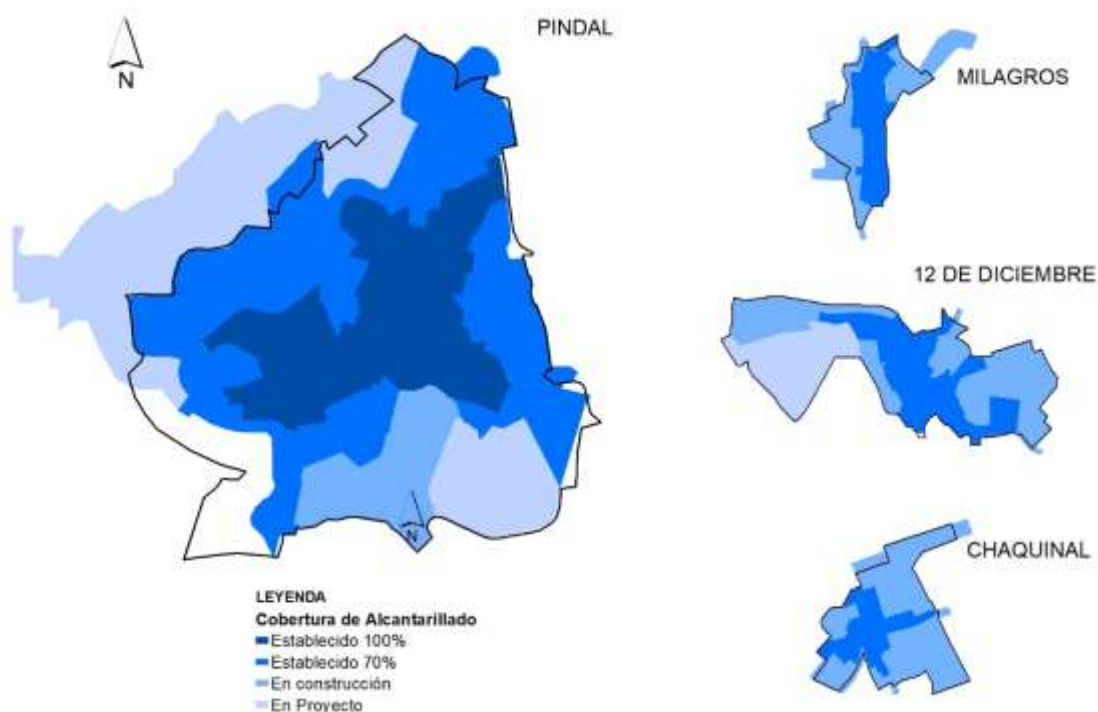 PINDAL
N
MILAGROS
12 DE DICIEMBRE
CHAQUINAL
N
LEYENDA
Cobertura de Alcantarillado
Establecido 100%
Establecido 70%
En construcción
En Proyecto